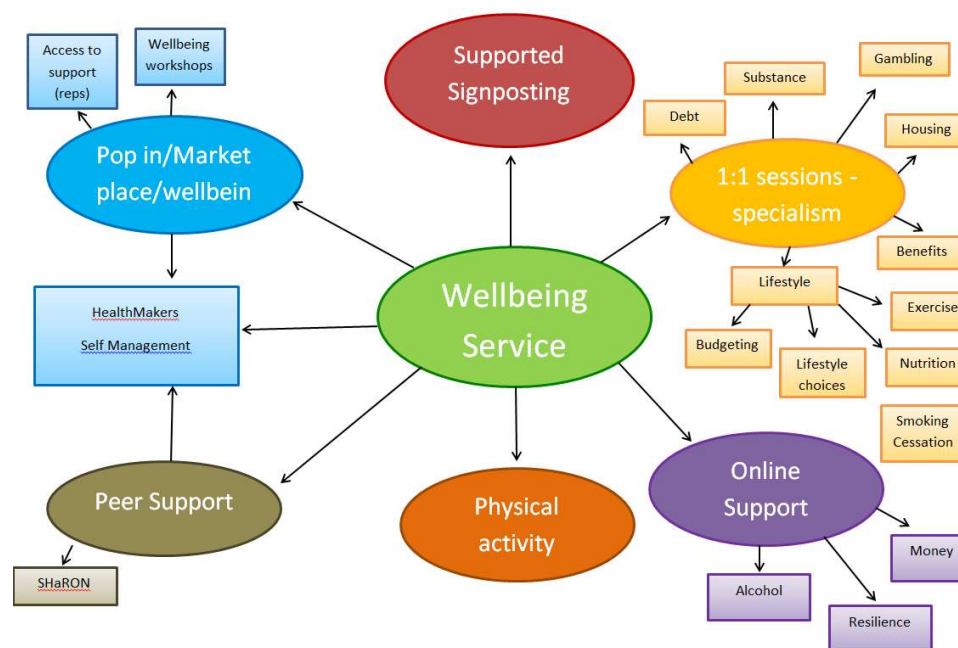 Access to
support
(reps)
Wellbeing
workshops
Supported
Signposting
Substance
Gambling
Debt
Housing
Pop in/Market
place/wellbein
1:1 sessions -
specialism
Benefits
Wellbeing
Service
Lifestyle
Exercise
HealthMakers
Self Management
Budgeting
Lifestyle
choices
Nutrition
Smoking
Cessation
Peer Support
Physical
activity
Online
Support
SHaRON
Alcohol
Resilience
Money